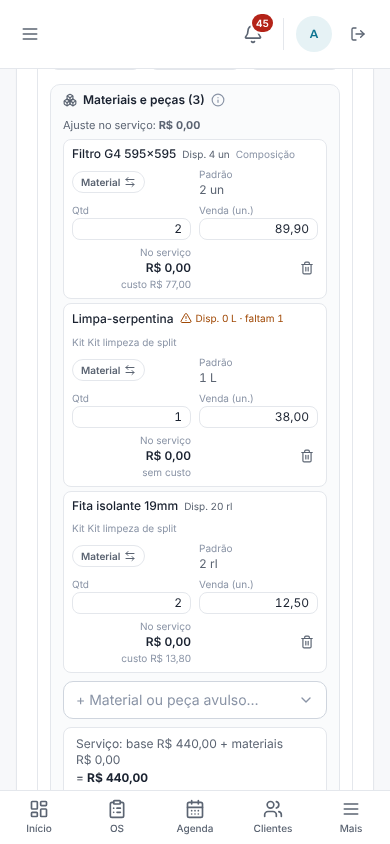 45
A
Materiais e peças (3)
Ajuste no serviço: R$ 0,00
Filtro G4 595×595 Disp. 4 un Composição
Material
Padrão
2 un
Qtd
Venda (un.)
2
89,90
No serviço
R$ 0,00
custo R$ 77,00
Limpa-serpentina Disp. 0 L · faltam 1
Kit Kit limpeza de split
Material
Padrão
1 L
Qtd
Venda (un.)
1
38,00
No serviço
R$ 0,00
sem custo
Fita isolante 19mm Disp. 20 rl
Kit Kit limpeza de split
Material
Padrão
2 rl
Qtd
Venda (un.)
2
12,50
No serviço
R$ 0,00
custo R$ 13,80
+ Material ou peça avulso...
Serviço: base R$ 440,00 + materiais
R$ 0,00
= R$ 440,00
Início
OS
Agenda
Clientes
Mais